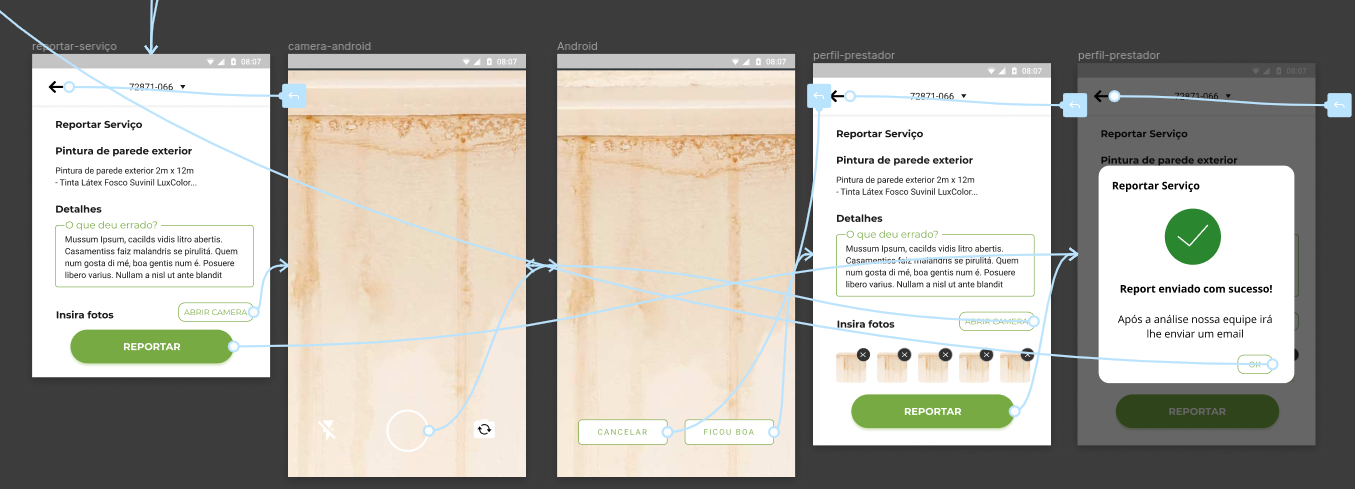 reportar-serviço
08:07
72871-066
Reportar Serviço
Pintura de parede exterior
Pintura de parede exterior 2m x 12m
- Tinta Látex Fosco Suvinil LuxColor...
Detalhes
O que deu errado?
Mussum Ipsum, cacilds vidis litro abertis.
Casamentiss faiz malandris se pirulitá. Quem
num gosta di mé, boa gentis num é. Posuere
libero varius. Nullam a nisl ut ante blandit
Insira fotos
ABRIR CAMERA
REPORTAR
camera-android
08:07
Android
08:07
CANCELAR
FICOU BOA
perfil-prestador
08:07
72871-066
Reportar Serviço
Pintura de parede exterior
Pintura de parede exterior 2m x 12m
- Tinta Látex Fosco Suvinil LuxColor...
Detalhes
O que deu errado?
Mussum Ipsum, cacilds vidis litro abertis.
Casamentiss faiz malandris se pirulitá. Quem
num gosta di mé, boa gentis num é. Posuere
libero varius. Nullam a nisl ut ante blandit
Insira fotos
ABRIR CAMERA
REPORTAR
perfil-prestador
08:07
72871-066
Reportar Serviço
Pintura de parede exterior
Reportar Serviço
Report enviado com sucesso!
Após a análise nossa equipe irá
lhe enviar um email
OK
REPORTAR